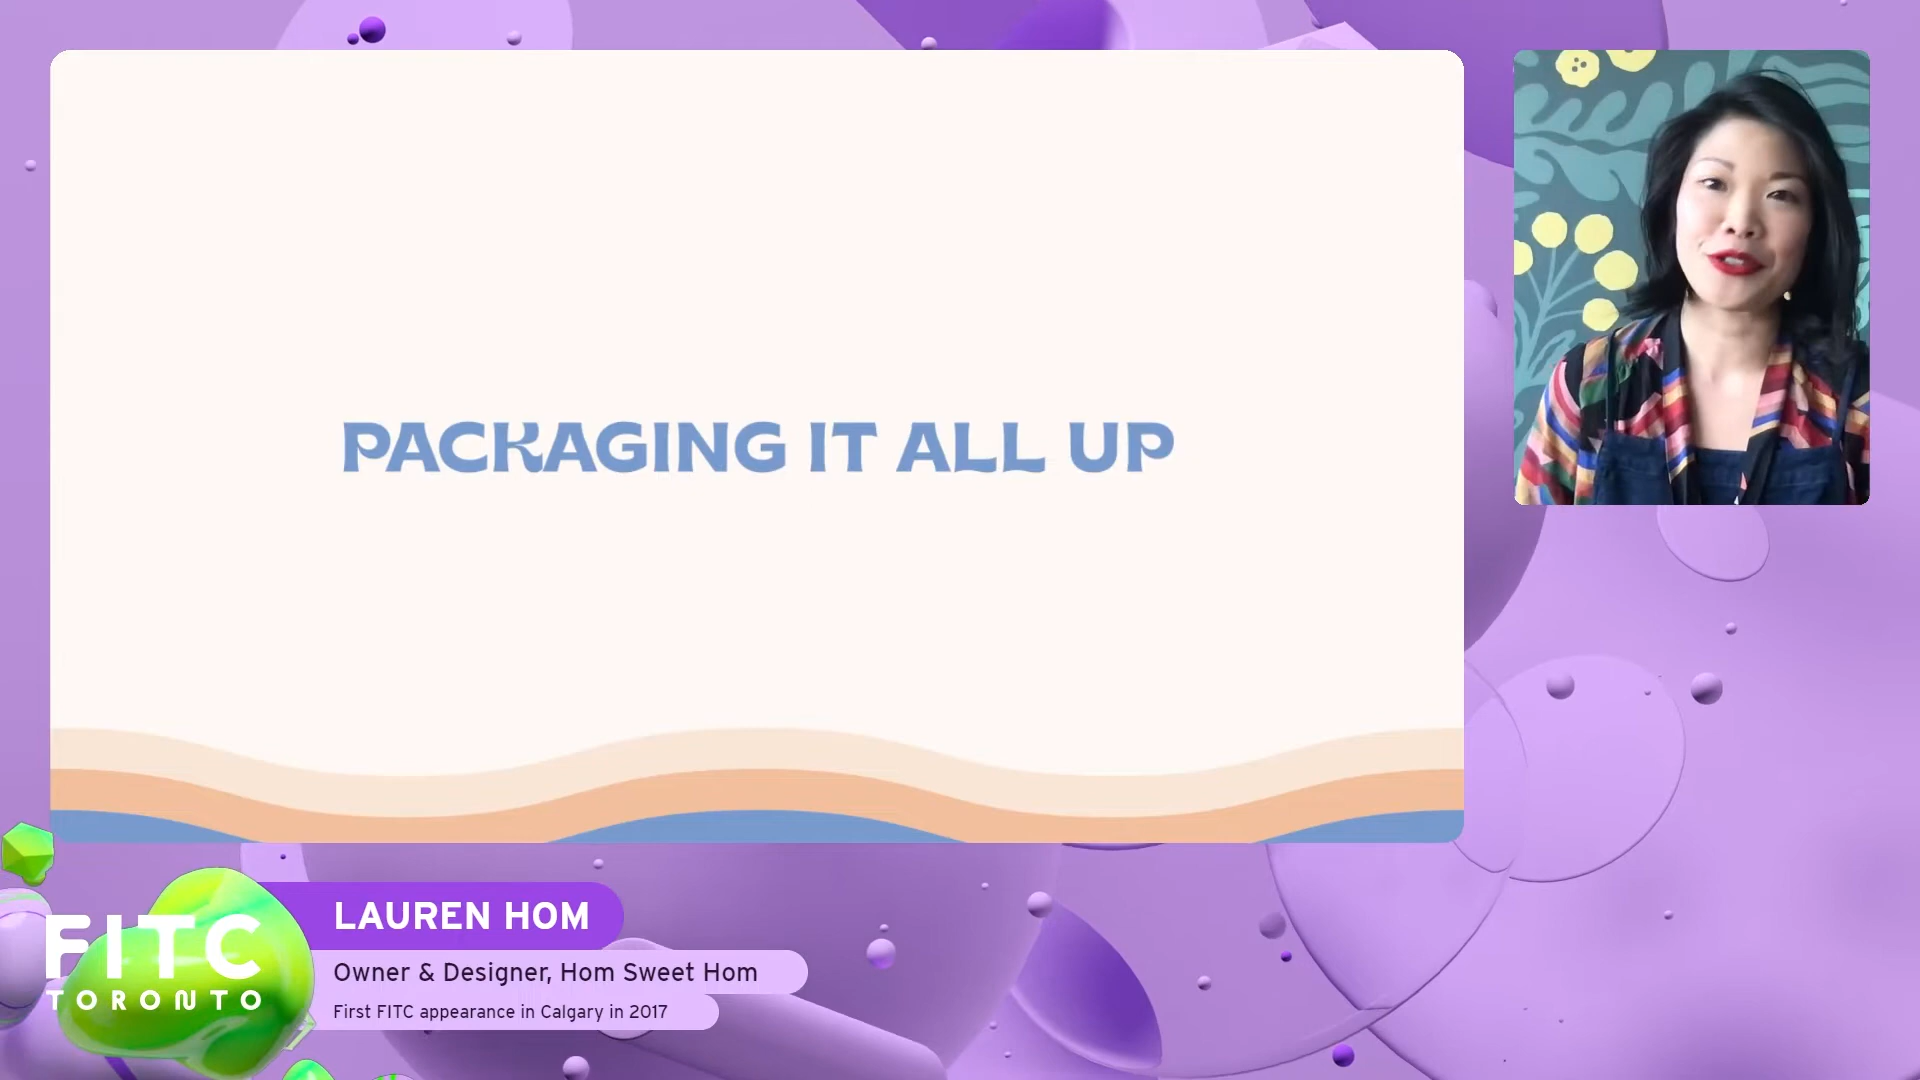 PACKAGING IT ALL UP
LAUREN HOM
Owner & Designer, Hom Sweet Hom
First FITC appearance in Calgary in 2017
FITC
TORONTO